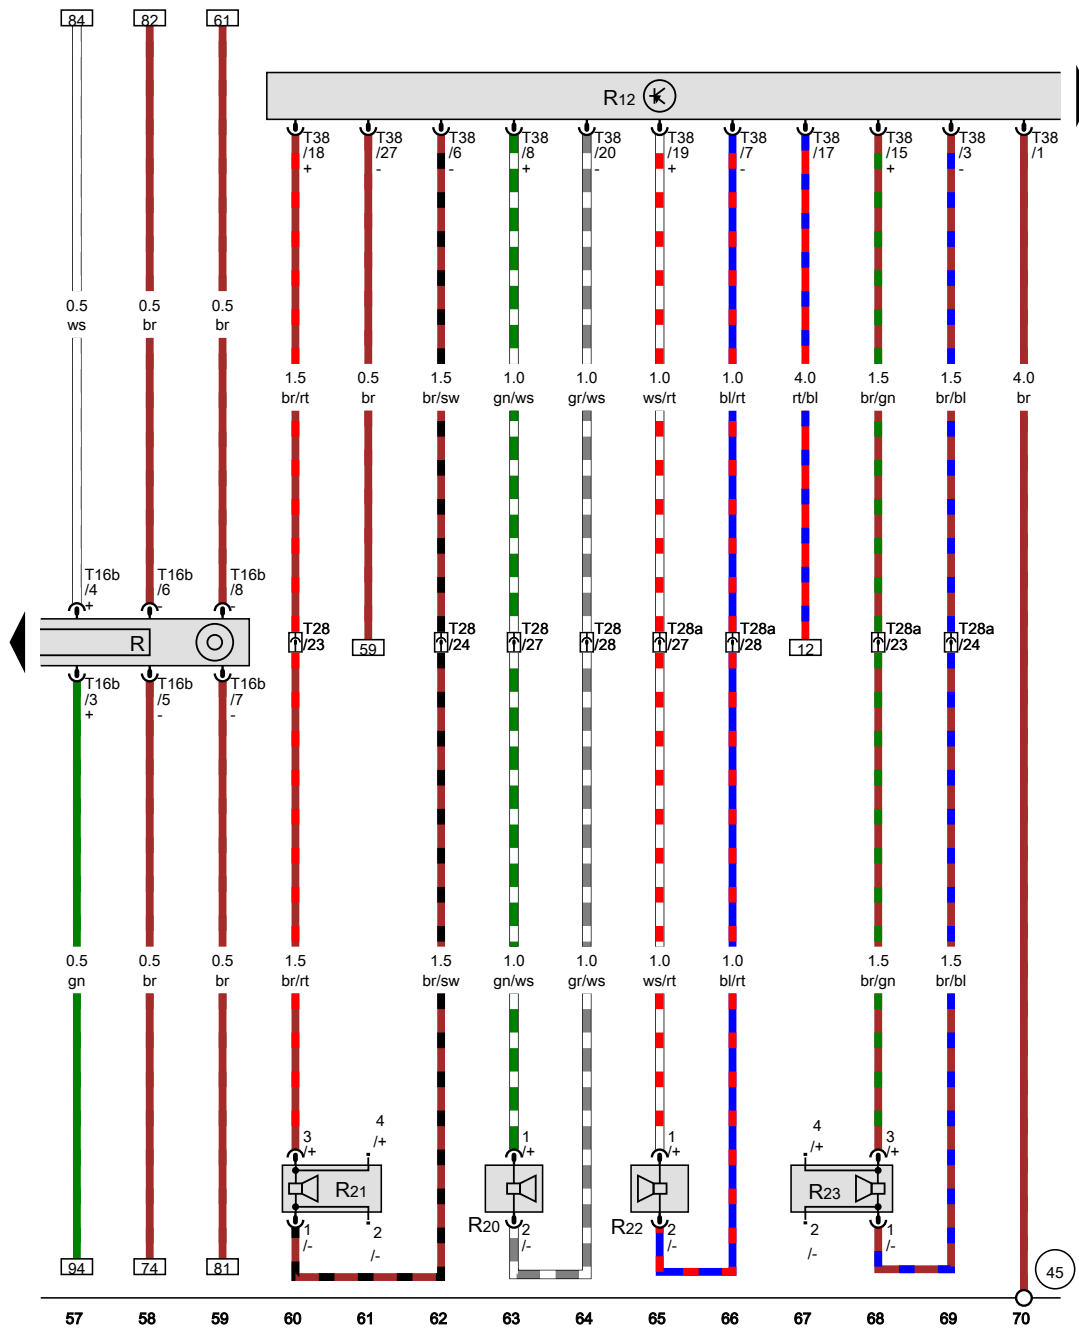 84 82 61
R12
T38 /18 +
T38 /27 -
T38 /6 -
T38 /8 +
T38 /20 -
T38 /19 +
T38 /7 -
T38 /17
T38 /15 +
T38 /3 -
T38 /1
0.5 0.5 0.5
ws br br
1.5 0.5 1.5 1.0 1.0 1.0 1.0 4.0 1.5 1.5 4.0
br/rt br br/sw gn/ws gr/ws ws/rt bl/rt rt/bl br/gn br/bl br
T16b /4 +
T16b /6 -
T16b /8 -
R
T28 /23
59
T28 /24
T28 /27
T28 /28
T28a /27
T28a /28
12
T28a /23
T28a /24
T16b /3 +
T16b /5 -
T16b /7 -
0.5 0.5 0.5 1.5 1.5 1.0 1.0 1.0 1.0 1.5 1.5
gn br br br/rt br/sw gn/ws gr/ws ws/rt bl/rt br/gn br/bl
3 /+
4 /+
1 /+
1 /+
4 /+
3 /+
R21
R20
R22
R23
1 /-
2 /-
2 /-
2 /-
2 /-
1 /-
94 74 81
45
57 58 59 60 61 62 63 64 65 66 67 68 69 70